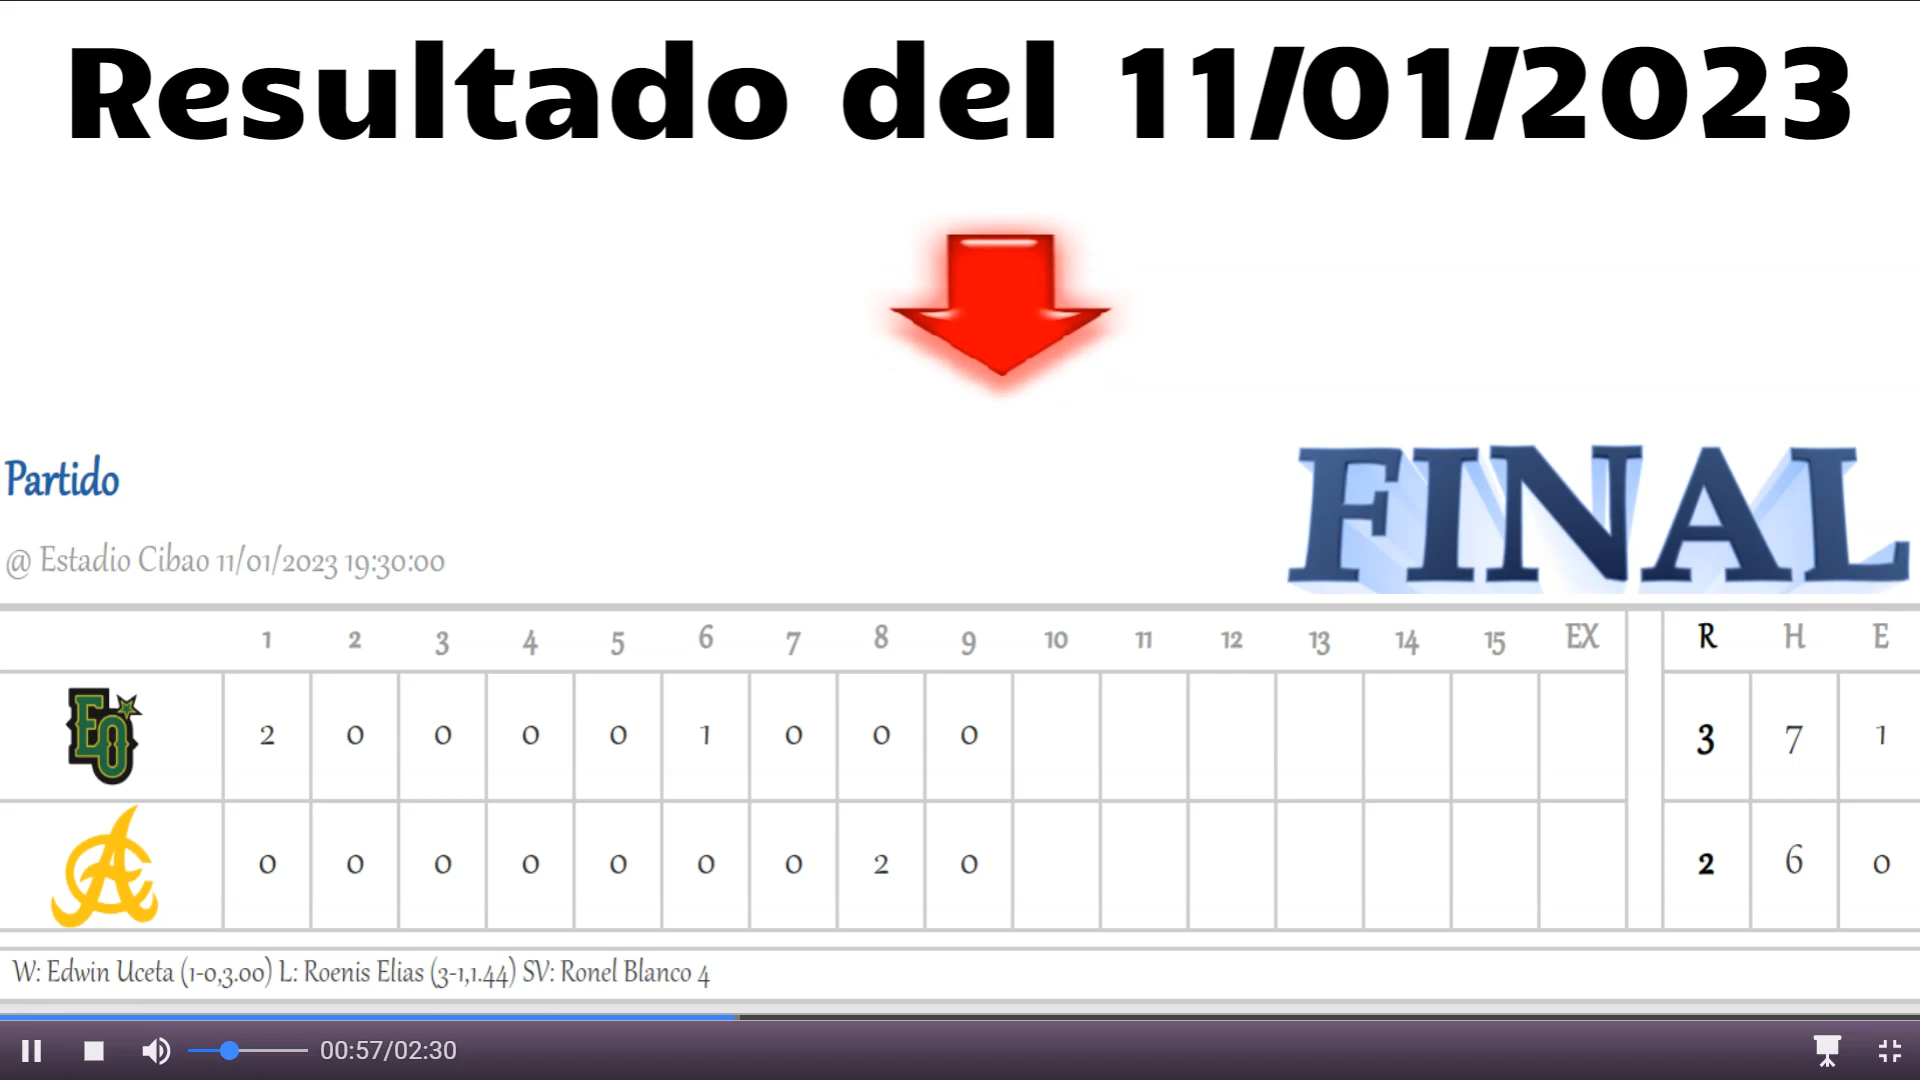 Resultado del 11/01/2023
Partido
FINAL
@ Estadio Cibao 11/01/2023 19:30:00
1 2 3 4 5 6 7 8 9 10 11 12 13 14 15 EX R H E
EO 2 0 0 0 0 1 0 0 0 3 7 1
AC 0 0 0 0 0 0 0 2 0 2 6 0
W: Edwin Uceta (1-0,3.00) L: Roenis Elias (3-1,1.44) SV: Ronel Blanco 4
00:57/02:30